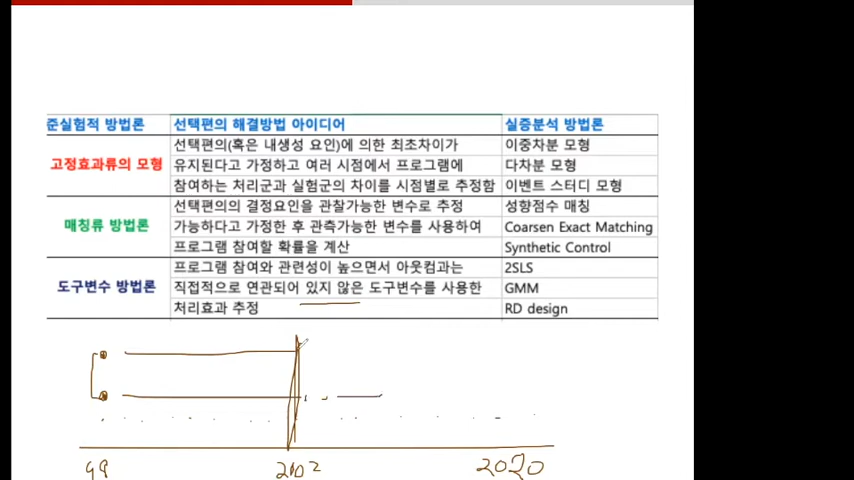 준실험적 방법론 선택편의 해결방법 아이디어 실증분석 방법론
선택편의(혹은 내생성 요인)에 의한 최초차이가 이중차분 모형
고정효과류의 모형 유지된다고 가정하고 여러 시점에서 프로그램에 다차분 모형
참여하는 처리군과 실험군의 차이를 시점별로 추정함 이벤트 스터디 모형
선택편의의 결정요인을 관찰가능한 변수로 추정 성향점수 매칭
매칭류 방법론 가능하다고 가정한 후 관측가능한 변수를 사용하여 Coarsen Exact Matching
프로그램 참여할 확률을 계산 Synthetic Control
프로그램 참여와 관련성이 높으면서 아웃컴과는 2SLS
도구변수 방법론 직접적으로 연관되어 있지 않은 도구변수를 사용한 GMM
처리효과 추정 RD design
99 2002 2020